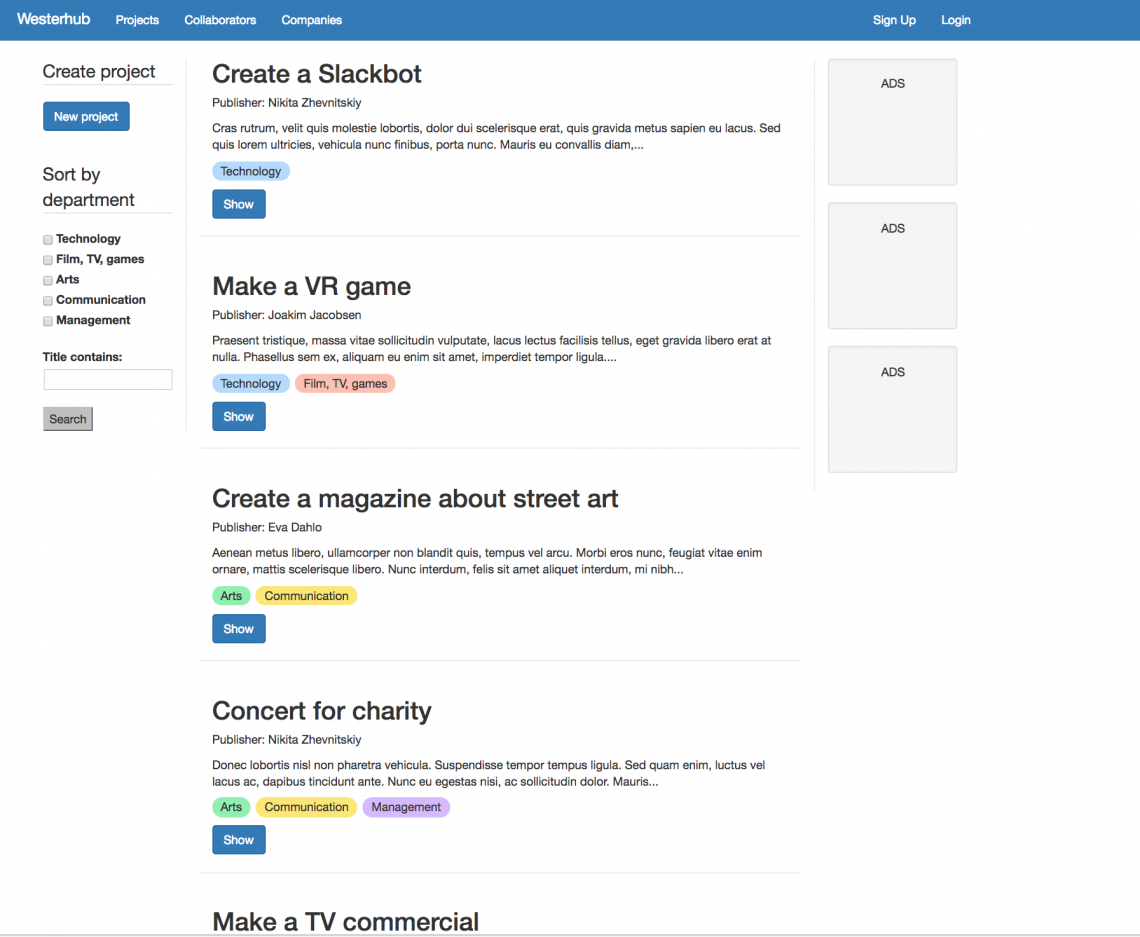 Westerhub Projects Collaborators Companies Sign Up Login
Create project
New project
Sort by
department
Technology
Film, TV, games
Arts
Communication
Management
Title contains:
Search
Create a Slackbot
Publisher: Nikita Zhevnitskiy
Cras rutrum, velit quis molestie lobortis, dolor dui scelerisque erat, quis gravida metus sapien eu lacus. Sed
quis lorem ultricies, vehicula nunc finibus, porta nunc. Mauris eu convallis diam,...
Technology
Show
Make a VR game
Publisher: Joakim Jacobsen
Praesent tristique, massa vitae sollicitudin vulputate, lacus lectus facilisis tellus, eget gravida libero erat at
nulla. Phasellus sem ex, aliquam eu enim sit amet, imperdiet tempor ligula....
Technology Film, TV, games
Show
Create a magazine about street art
Publisher: Eva Dahlo
Aenean metus libero, ullamcorper non blandit quis, tempus vel arcu. Morbi eros nunc, feugiat vitae enim
ornare, mattis scelerisque libero. Nunc interdum, felis sit amet aliquet interdum, mi nibh...
Arts Communication
Show
Concert for charity
Publisher: Nikita Zhevnitskiy
Donec lobortis nisl non pharetra vehicula. Suspendisse tempor tempus ligula. Sed quam enim, luctus vel
lacus ac, dapibus tincidunt ante. Nunc eu egestas nisi, ac sollicitudin dolor. Mauris...
Arts Communication Management
Show
Make a TV commercial
ADS
ADS
ADS